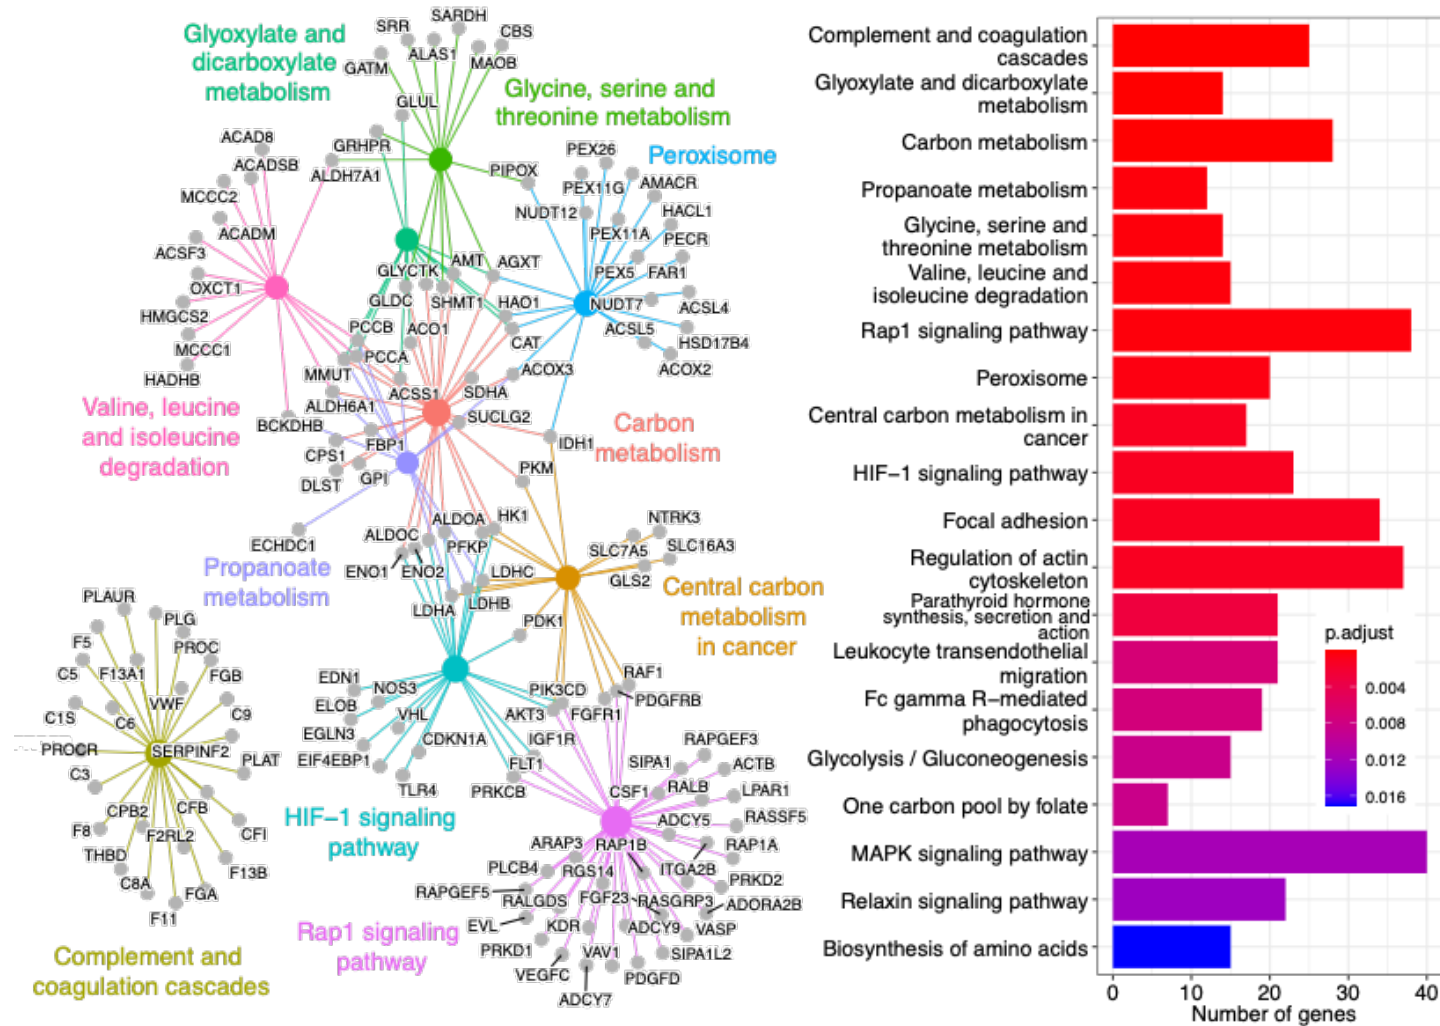 Glyoxylate and
dicarboxylate
metabolism
SRR
SARDH
CBS
ALAS1
MAOB
GATM
Glycine, serine and
threonine metabolism
GLUL
GRHPR
ALDH7A1
ACAD8
ACADSB
MCCC2
ACADM
ACSF3
OXCT1
HMGCS2
MCCC1
HADHB
Peroxisome
PEX26
PIPOX
PEX11G
AMACR
NUDT12
HACL1
PEX11A
PECR
PEX5
FAR1
NUDT7
ACSL4
ACSL5
HSD17B4
ACOX2
AMT
AGXT
GLYCTK
GLDC
SHMT1
HAO1
PCCB
ACO1
CAT
PCCA
ACOX3
MMUT
ACSS1
SDHA
ALDH6A1
SUCLG2
BCKDHB
FBP1
IDH1
CPS1
PKM
DLST
GPI
Valine, leucine
and isoleucine
degradation
Carbon
metabolism
ECHDC1
Propanoate
metabolism
ALDOA
HK1
ALDOC
PFKP
ENO1
ENO2
LDHC
LDHA
LDHB
PDK1
NTRK3
SLC7A5
SLC16A3
GLS2
Central carbon
metabolism
in cancer
PLAUR
PLG
F5
PROC
C5
F13A1
FGB
VWF
C1S
C6
C9
PROCR
SERPINF2
PLAT
C3
CPB2
CFB
F8
F2RL2
CFI
THBD
F13B
C8A
FGA
F11
Complement and
coagulation cascades
EDN1
NOS3
ELOB
VHL
EGLN3
CDKN1A
EIF4EBP1
TLR4
HIF−1 signaling
pathway
RAF1
PIK3CD
PDGFRB
AKT3
FGFR1
IGF1R
FLT1
PRKCB
RAPGEF3
SIPA1
ACTB
CSF1
RALB
LPAR1
ADCY5
RASSF5
ARAP3
RAP1B
RAP1A
PLCB4
RGS14
ITGA2B
PRKD2
RAPGEF5
RALGDS
FGF23
RASGRP3
ADORA2B
EVL
KDR
ADCY9
VASP
PRKD1
VAV1
SIPA1L2
VEGFC
PDGFD
ADCY7
Rap1 signaling
pathway
Complement and coagulation
cascades
Glyoxylate and dicarboxylate
metabolism
Carbon metabolism
Propanoate metabolism
Glycine, serine and
threonine metabolism
Valine, leucine and
isoleucine degradation
Rap1 signaling pathway
Peroxisome
Central carbon metabolism in
cancer
HIF−1 signaling pathway
Focal adhesion
Regulation of actin
cytoskeleton
Parathyroid hormone
synthesis, secretion and
action
Leukocyte transendothelial
migration
Fc gamma R−mediated
phagocytosis
Glycolysis / Gluconeogenesis
One carbon pool by folate
MAPK signaling pathway
Relaxin signaling pathway
Biosynthesis of amino acids
p.adjust
0.004
0.008
0.012
0.016
0 10 20 30 40
Number of genes